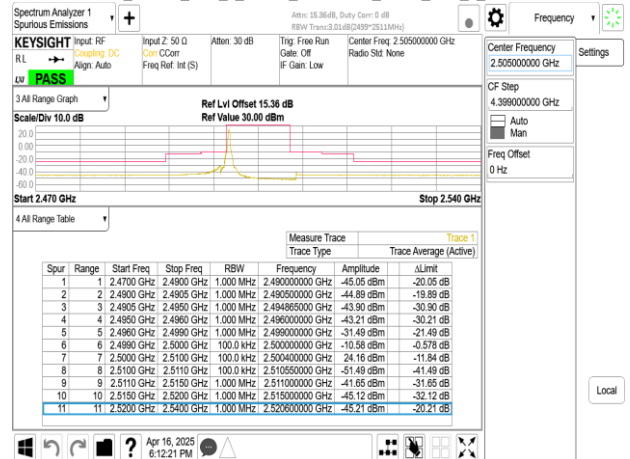 Spectrum Analyzer 1
Spurious Emissions
Atten: 15.36dB, Duty Corr: 0 dB
RBW Trans:3.01dB(2499~2511MHz)
Frequency
KEYSIGHT
RL
LXI
PASS
Input: RF
Coupling: DC
Align: Auto
Input Z: 50 Ω
Corr CCorr
Freq Ref: Int (S)
Atten: 30 dB
Trig: Free Run
Gate: Off
IF Gain: Low
Center Freq: 2.505000000 GHz
Radio Std: None
Center Frequency
2.505000000 GHz
Settings
CF Step
4.399000000 GHz
Auto
Man
Freq Offset
0 Hz
Local
3 All Range Graph
Scale/Div 10.0 dB
Ref Lvl Offset 15.36 dB
Ref Value 30.00 dBm
20.0
0.00
-20.0
-40.0
-60.0
Start 2.470 GHz
Stop 2.540 GHz
4 All Range Table
Measure Trace Trace 1
Trace Type Trace Average (Active)
Spur Range Start Freq Stop Freq RBW Frequency Amplitude ΔLimit
1 1 2.4700 GHz 2.4900 GHz 1.000 MHz 2.490000000 GHz -45.05 dBm -20.05 dB
2 2 2.4900 GHz 2.4905 GHz 1.000 MHz 2.490500000 GHz -44.89 dBm -19.89 dB
3 3 2.4905 GHz 2.4950 GHz 1.000 MHz 2.494865000 GHz -43.90 dBm -30.90 dB
4 4 2.4950 GHz 2.4960 GHz 1.000 MHz 2.496000000 GHz -43.21 dBm -30.21 dB
5 5 2.4960 GHz 2.4990 GHz 1.000 MHz 2.499000000 GHz -31.49 dBm -21.49 dB
6 6 2.4990 GHz 2.5000 GHz 100.0 kHz 2.500000000 GHz -10.58 dBm -0.578 dB
7 7 2.5000 GHz 2.5100 GHz 100.0 kHz 2.500400000 GHz 24.16 dBm -11.84 dB
8 8 2.5100 GHz 2.5110 GHz 100.0 kHz 2.510550000 GHz -51.49 dBm -41.49 dB
9 9 2.5110 GHz 2.5150 GHz 1.000 MHz 2.511000000 GHz -41.65 dBm -31.65 dB
10 10 2.5150 GHz 2.5200 GHz 1.000 MHz 2.515000000 GHz -45.12 dBm -32.12 dB
11 11 2.5200 GHz 2.5400 GHz 1.000 MHz 2.520600000 GHz -45.21 dBm -20.21 dB
Apr 16, 2025
6:12:21 PM